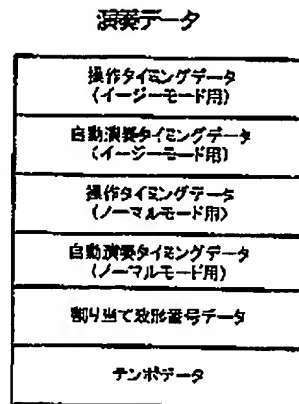 演奏データ
操作タイミングデータ
(イージーモード用)
自動演奏タイミングデータ
(イージーモード用)
操作タイミングデータ
(ノーマルモード用)
自動演奏タイミングデータ
(ノーマルモード用)
割り当て波形番号データ
テンポデータ